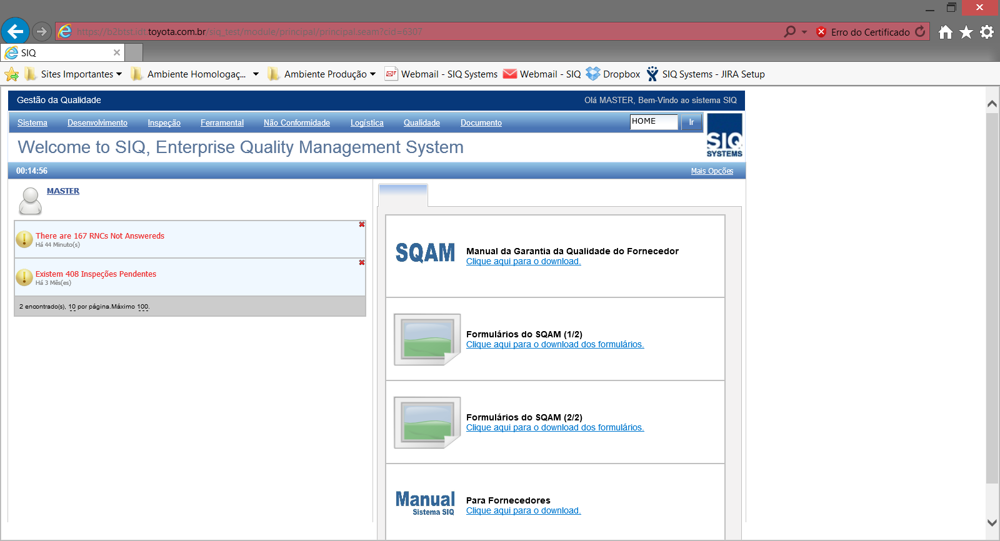 https://b2btst.idt.toyota.com.br/siq_test/module/principal/principal.seam?cid=6307
Erro do Certificado
SIQ
Sites Importantes
Ambiente Homologaç...
Ambiente Produção
Webmail - SIQ Systems
Webmail - SIQ
Dropbox
SIQ Systems - JIRA Setup
Gestão da Qualidade
Olá MASTER, Bem-Vindo ao sistema SIQ
Sistema
Desenvolvimento
Inspeção
Ferramental
Não Conformidade
Logística
Qualidade
Documento
HOME
Ir
SIQ
SYSTEMS
Welcome to SIQ, Enterprise Quality Management System
00:14:56
Mais Opções
MASTER
There are 167 RNCs Not Answereds
Há 44 Minuto(s)
Existem 408 Inspeções Pendentes
Há 3 Mês(es)
2 encontrado(s), 10 por página.Máximo 100.
SQAM
Manual da Garantia da Qualidade do Fornecedor
Clique aqui para o download.
Formulários do SQAM (1/2)
Clique aqui para o download dos formulários.
Formulários do SQAM (2/2)
Clique aqui para o download dos formulários.
Manual
Sistema SIQ
Para Fornecedores
Clique aqui para o download.